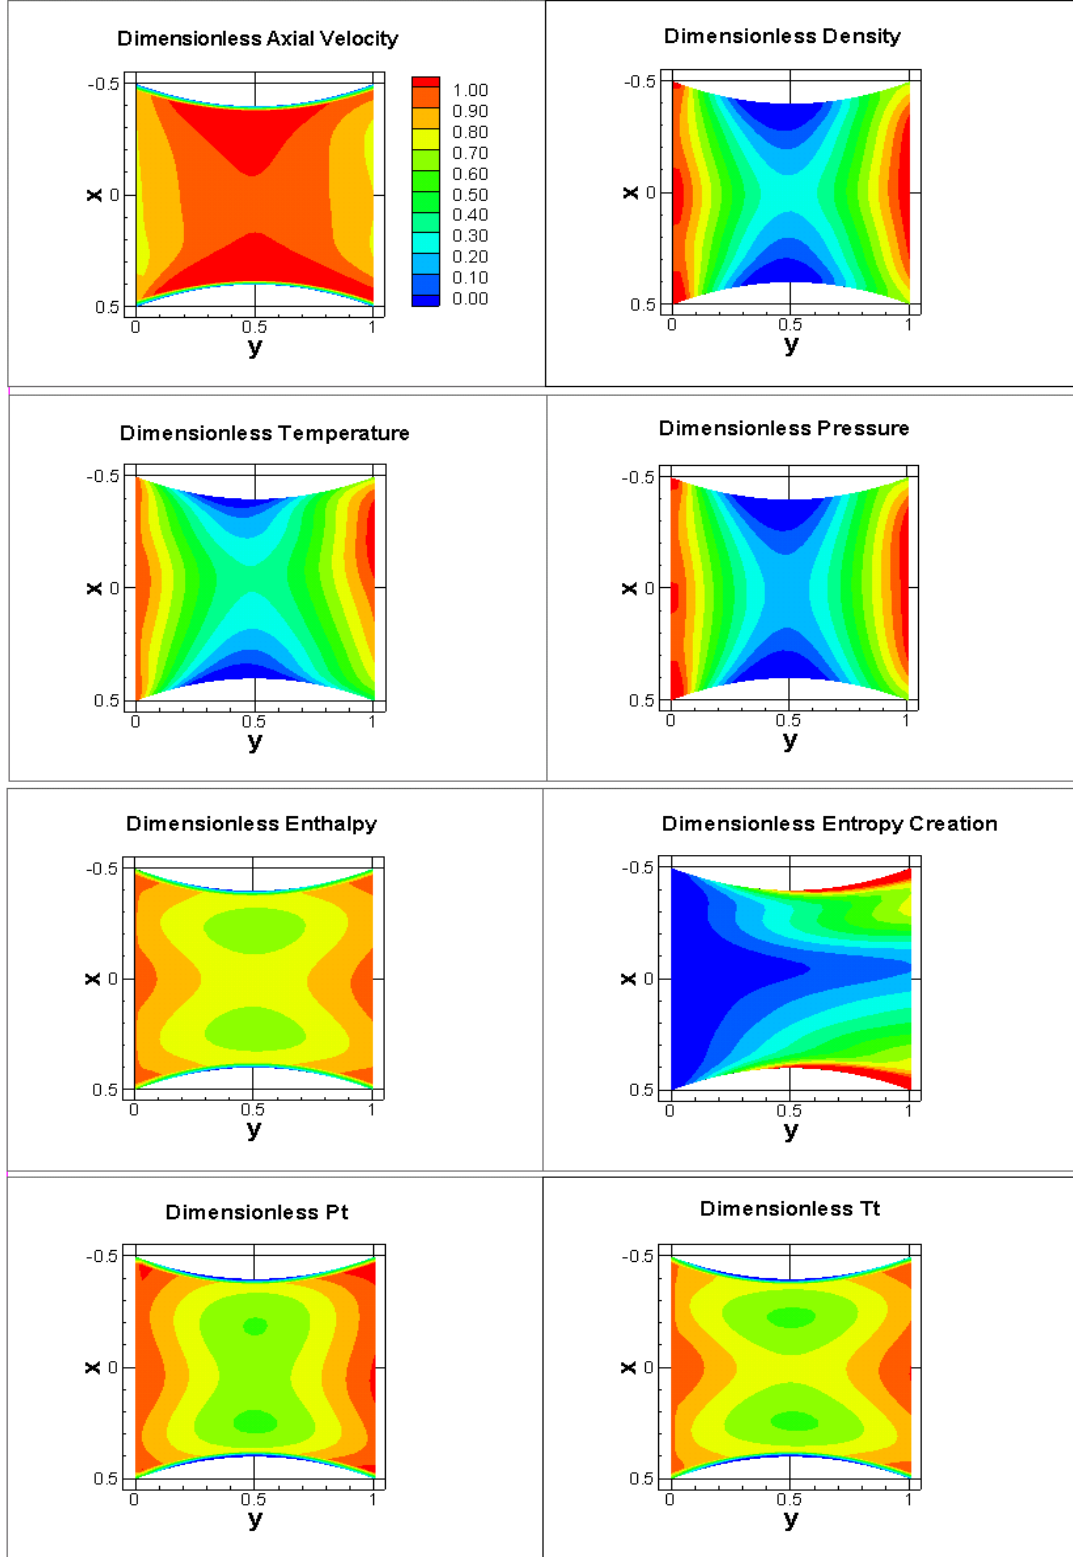 Dimensionless Axial Velocity
-0.5
x 0
0.5
0 0.5 1
y
1.00
0.90
0.80
0.70
0.60
0.50
0.40
0.30
0.20
0.10
0.00
Dimensionless Density
-0.5
x 0
0.5
0 0.5 1
y
Dimensionless Temperature
-0.5
x 0
0.5
0 0.5 1
y
Dimensionless Pressure
-0.5
x 0
0.5
0 0.5 1
y
Dimensionless Enthalpy
-0.5
x 0
0.5
0 0.5 1
y
Dimensionless Entropy Creation
-0.5
x 0
0.5
0 0.5 1
y
Dimensionless Pt
-0.5
x 0
0.5
0 0.5 1
y
Dimensionless Tt
-0.5
x 0
0.5
0 0.5 1
y